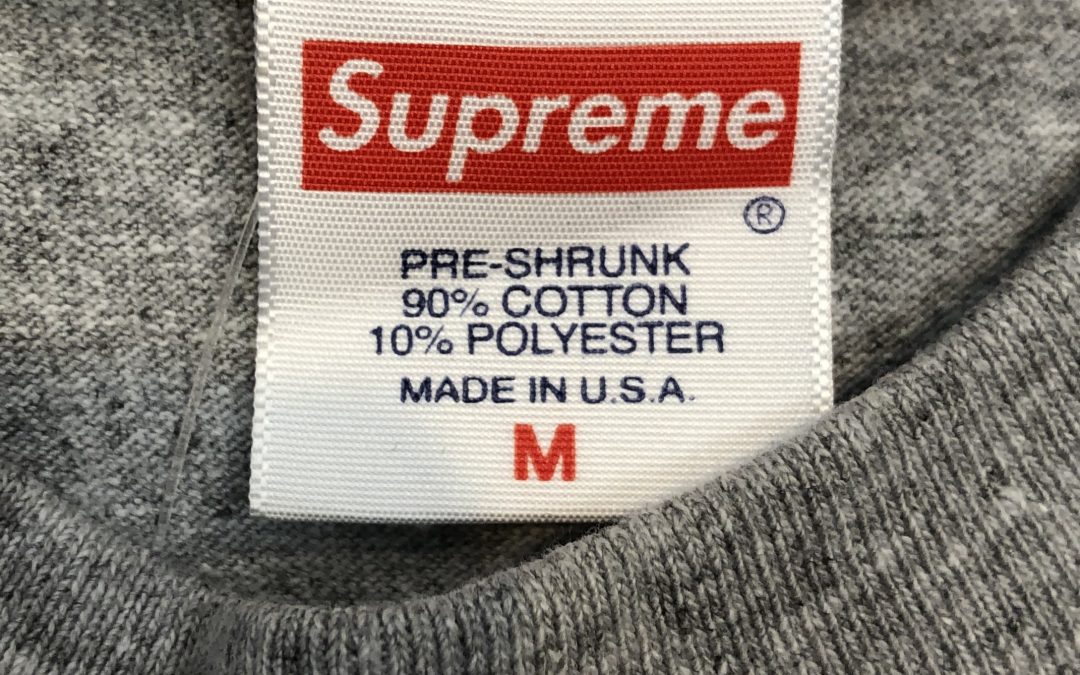 Supreme
®
PRE-SHRUNK
90% COTTON
10% POLYESTER
MADE IN U.S.A.
M